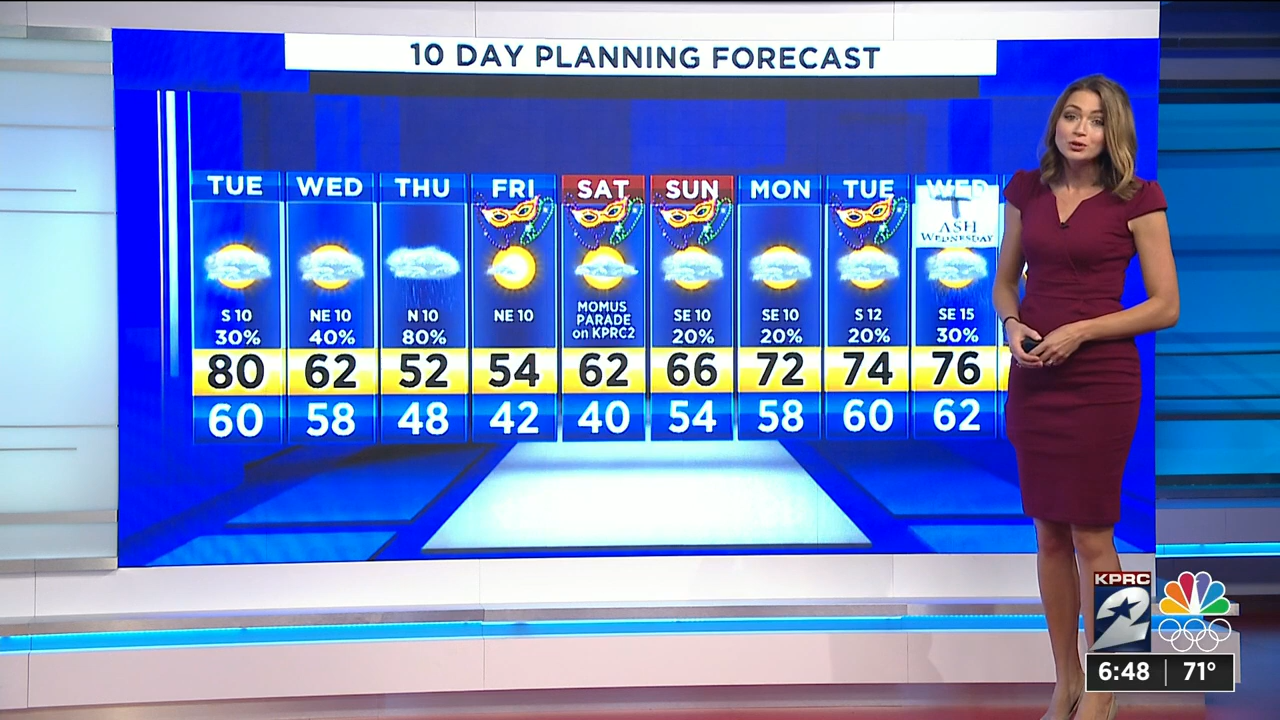 10 DAY PLANNING FORECAST
TUE WED THU FRI SAT SUN MON TUE WED
ASH
WEDNESDAY
MOMUS
PARADE
on KPRC2
S 10 NE 10 N 10 NE 10 SE 10 SE 10 S 12 SE 15
30% 40% 80% 20% 20% 20% 30%
80 62 52 54 62 66 72 74 76
60 58 48 42 40 54 58 60 62
KPRC
2
6:48 71°